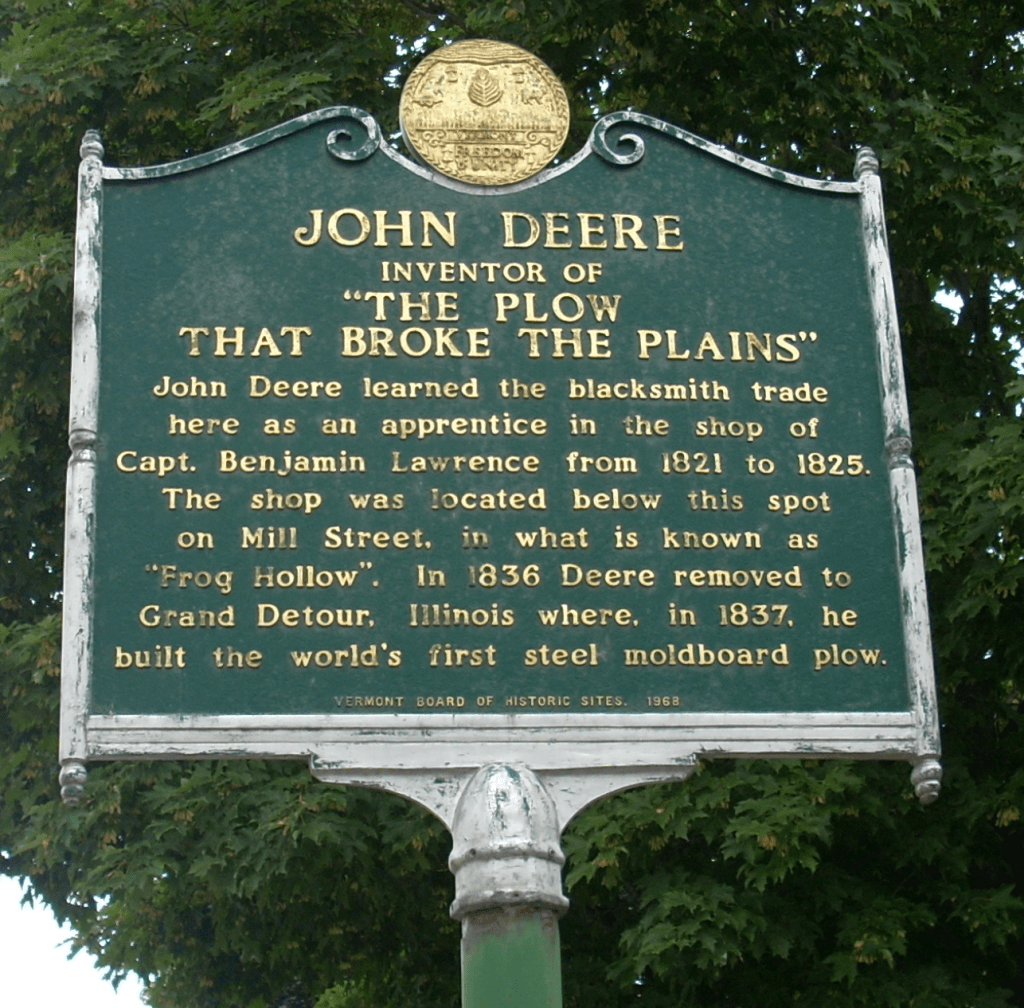 JOHN DEERE
INVENTOR OF
"THE PLOW
THAT BROKE THE PLAINS"
John Deere learned the blacksmith trade
here as an apprentice in the shop of
Capt. Benjamin Lawrence from 1821 to 1825.
The shop was located below this spot
on Mill Street, in what is known as
"Frog Hollow". In 1836 Deere removed to
Grand Detour, Illinois where, in 1837, he
built the world's first steel moldboard plow.
VERMONT BOARD OF HISTORIC SITES. 1968